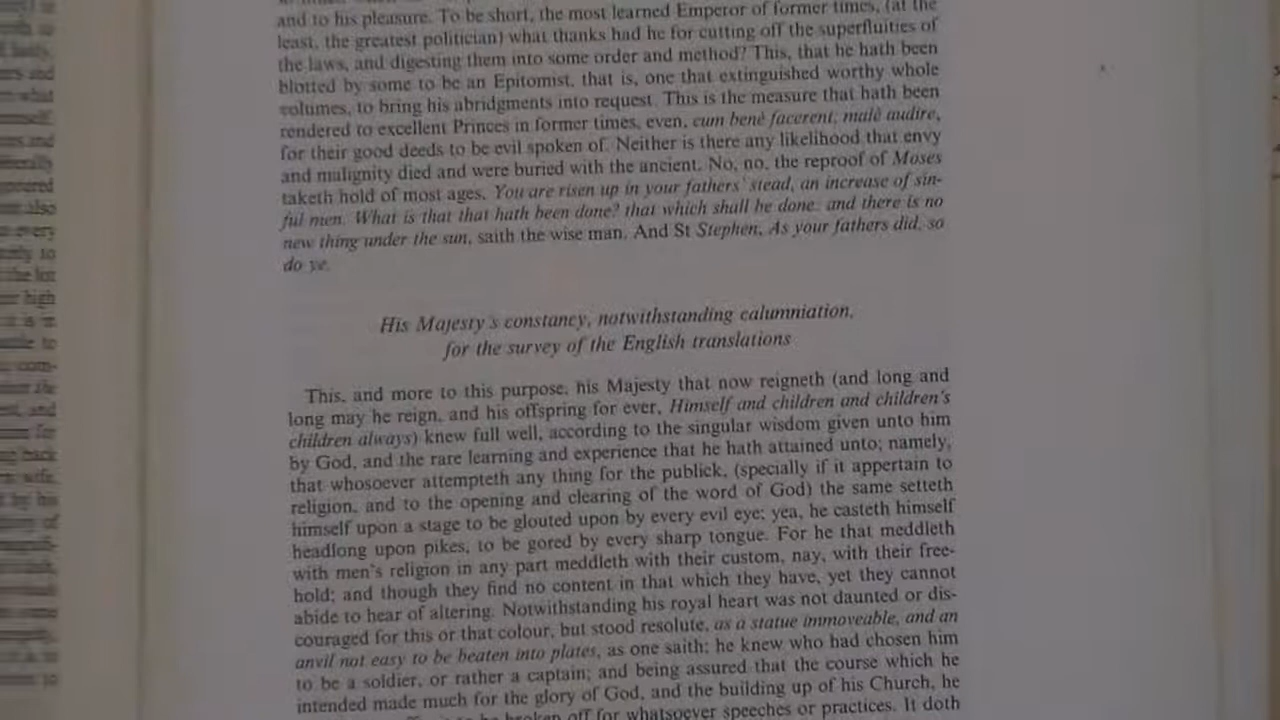 and to his pleasure. To be short, the most learned Emperor of former times, (at the
least, the greatest politician) what thanks had he for cutting off the superfluities of
the laws, and digesting them into some order and method? This, that he hath been
blotted by some to be an Epitomist, that is, one that extinguished worthy whole
volumes, to bring his abridgments into request. This is the measure that hath been
rendered to excellent Princes in former times, even, cum benè facerent, malè audire,
for their good deeds to be evil spoken of. Neither is there any likelihood that envy
and malignity died and were buried with the ancient. No, no, the reproof of Moses
taketh hold of most ages, You are risen up in your fathers' stead, an increase of sin-
ful men. What is that that hath been done? that which shall be done: and there is no
new thing under the sun, saith the wise man. And St Stephen, As your fathers did, so
do ye.
His Majesty's constancy, notwithstanding calumniation,
for the survey of the English translations
This, and more to this purpose, his Majesty that now reigneth (and long and
long may he reign, and his offspring for ever, Himself and children and children's
children always) knew full well, according to the singular wisdom given unto him
by God, and the rare learning and experience that he hath attained unto; namely,
that whosoever attempteth any thing for the publick, (specially if it appertain to
religion, and to the opening and clearing of the word of God) the same setteth
himself upon a stage to be glouted upon by every evil eye; yea, he casteth himself
headlong upon pikes, to be gored by every sharp tongue. For he that meddleth
with men's religion in any part meddleth with their custom, nay, with their free-
hold; and though they find no content in that which they have, yet they cannot
abide to hear of altering. Notwithstanding his royal heart was not daunted or dis-
couraged for this or that colour, but stood resolute, as a statue immoveable, and an
anvil not easy to be beaten into plates, as one saith; he knew who had chosen him
to be a soldier, or rather a captain; and being assured that the course which he
intended made much for the glory of God, and the building up of his Church, he
broken off for whatsoever speeches or practices. It doth